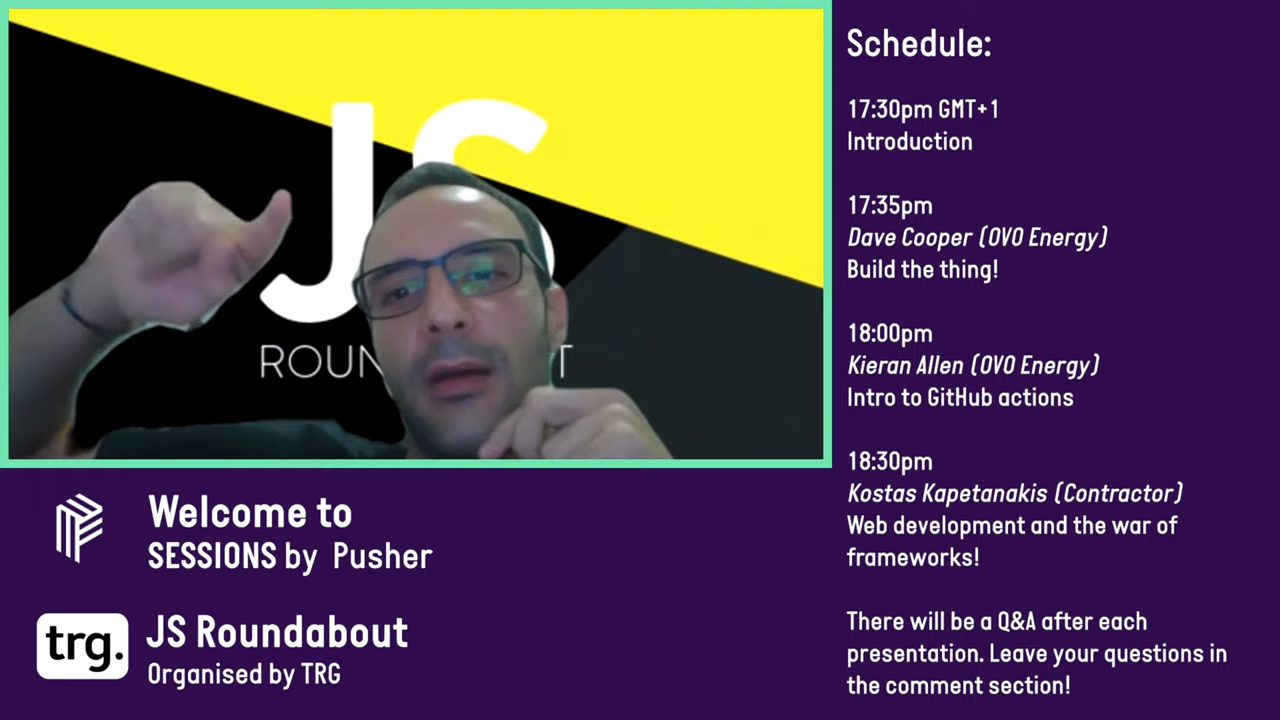 JS
ROUN T
Schedule:
17:30pm GMT+1
Introduction
17:35pm
Dave Cooper (OVO Energy)
Build the thing!
18:00pm
Kieran Allen (OVO Energy)
Intro to GitHub actions
18:30pm
Kostas Kapetanakis (Contractor)
Web development and the war of
frameworks!
There will be a Q&A after each
presentation. Leave your questions in
the comment section!
Welcome to
SESSIONS by Pusher
trg.
JS Roundabout
Organised by TRG